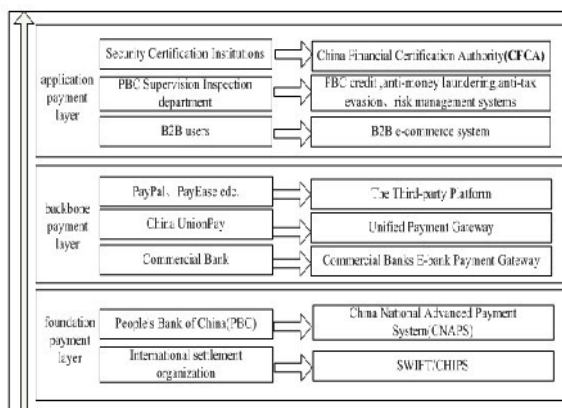 application
payment
layer
Security Certification Institutions
China Financial Certification Authority(CFCA)
PBC Supervision Inspection
department
PBC credit ,anti-money laundering,anti-tax
evasion、risk management systems
B2B users
B2B e-commerce system
backbone
payment
layer
PayPal、PayEase edc.
The Third-party Platform
China UnionPay
Unified Payment Gateway
Commercial Bank
Commercial Banks E-bank Payment Gateway
foundation
payment
layer
People's Bank of China(PBC)
China National Advanced Payment
System(CNAPS)
International settlement
organization
SWIFT/CHIPS